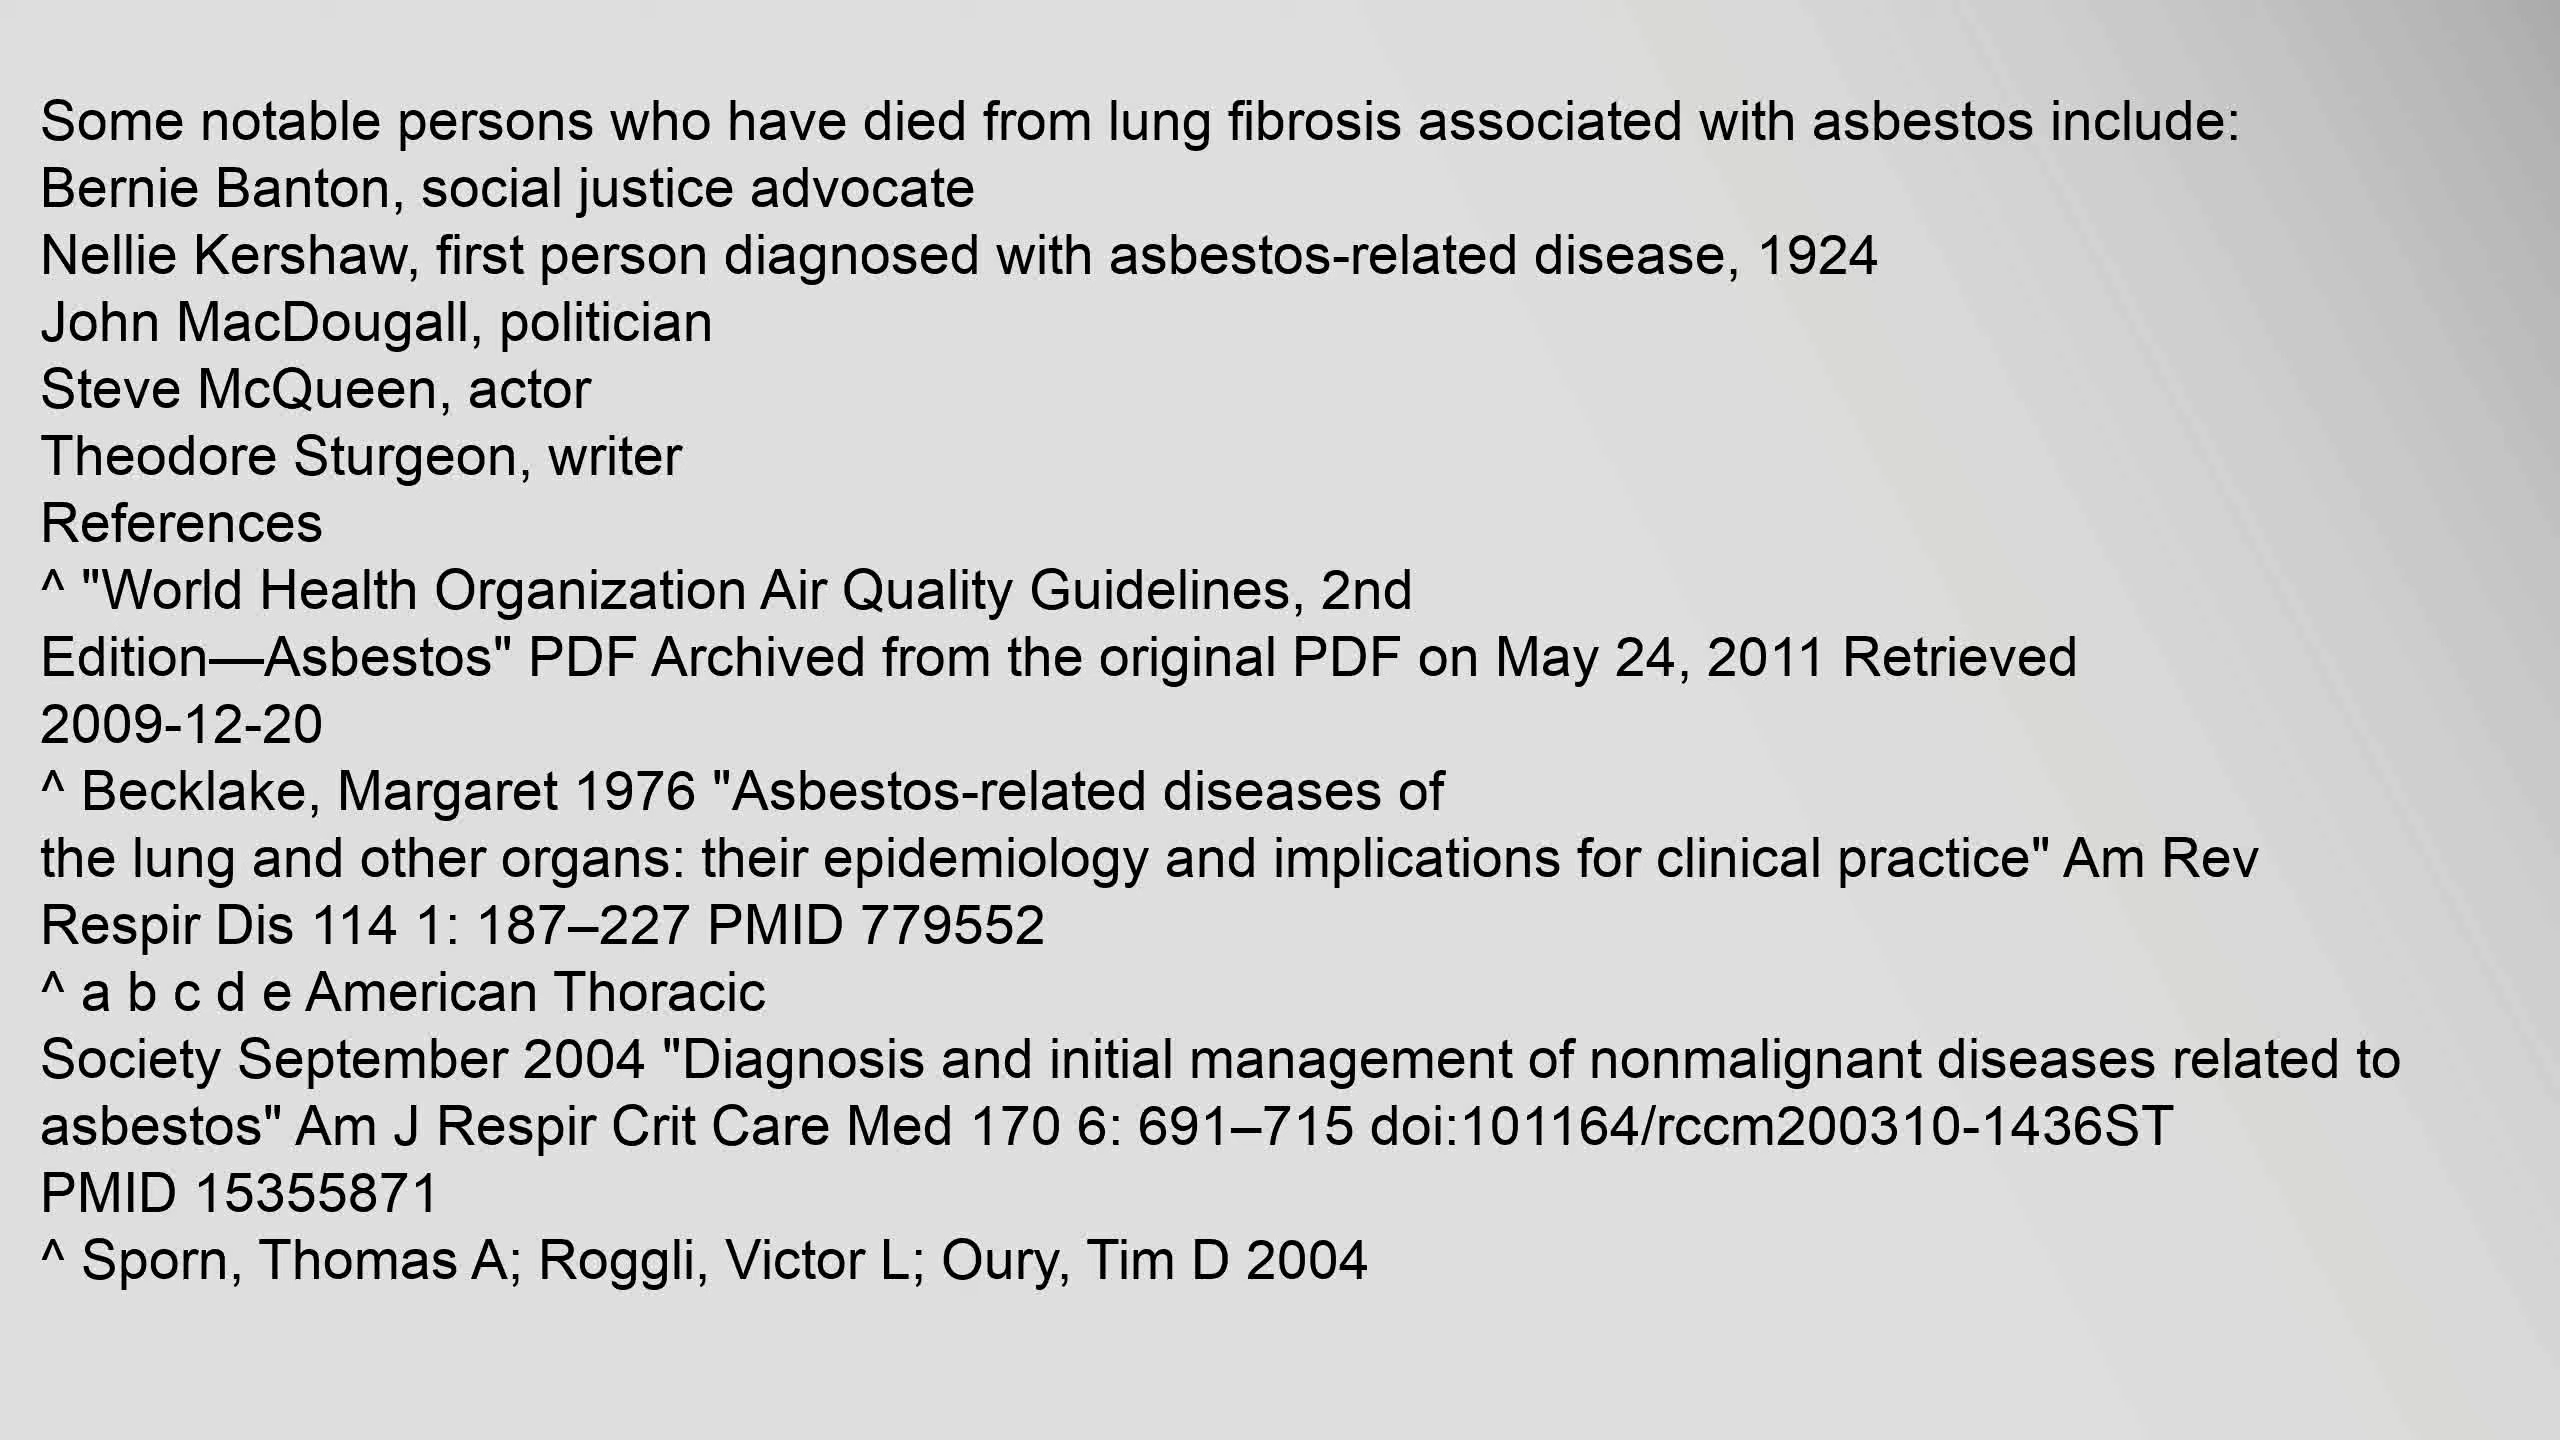 Some notable persons who have died from lung fibrosis associated with asbestos include:
Bernie Banton, social justice advocate
Nellie Kershaw, first person diagnosed with asbestos-related disease, 1924
John MacDougall, politician
Steve McQueen, actor
Theodore Sturgeon, writer
References
^ "World Health Organization Air Quality Guidelines, 2nd
Edition—Asbestos" PDF Archived from the original PDF on May 24, 2011 Retrieved
2009-12-20
^ Becklake, Margaret 1976 "Asbestos-related diseases of
the lung and other organs: their epidemiology and implications for clinical practice" Am Rev
Respir Dis 114 1: 187–227 PMID 779552
^ a b c d e American Thoracic
Society September 2004 "Diagnosis and initial management of nonmalignant diseases related to
asbestos" Am J Respir Crit Care Med 170 6: 691–715 doi:101164/rccm200310-1436ST
PMID 15355871
^ Sporn, Thomas A; Roggli, Victor L; Oury, Tim D 2004